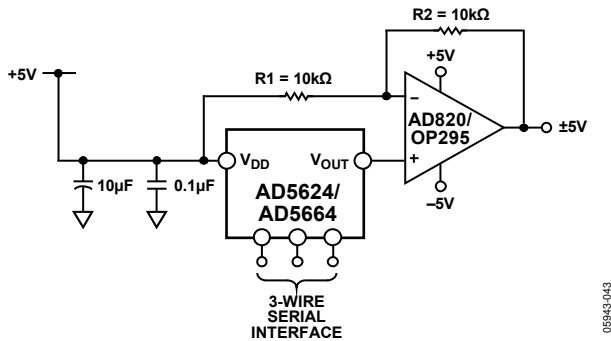 R2 = 10kΩ
+5V
R1 = 10kΩ
+5V
−
AD820/
OP295
+
±5V
−5V
VDD
VOUT
10µF
0.1µF
AD5624/
AD5664
3-WIRE
SERIAL
INTERFACE
05943-043